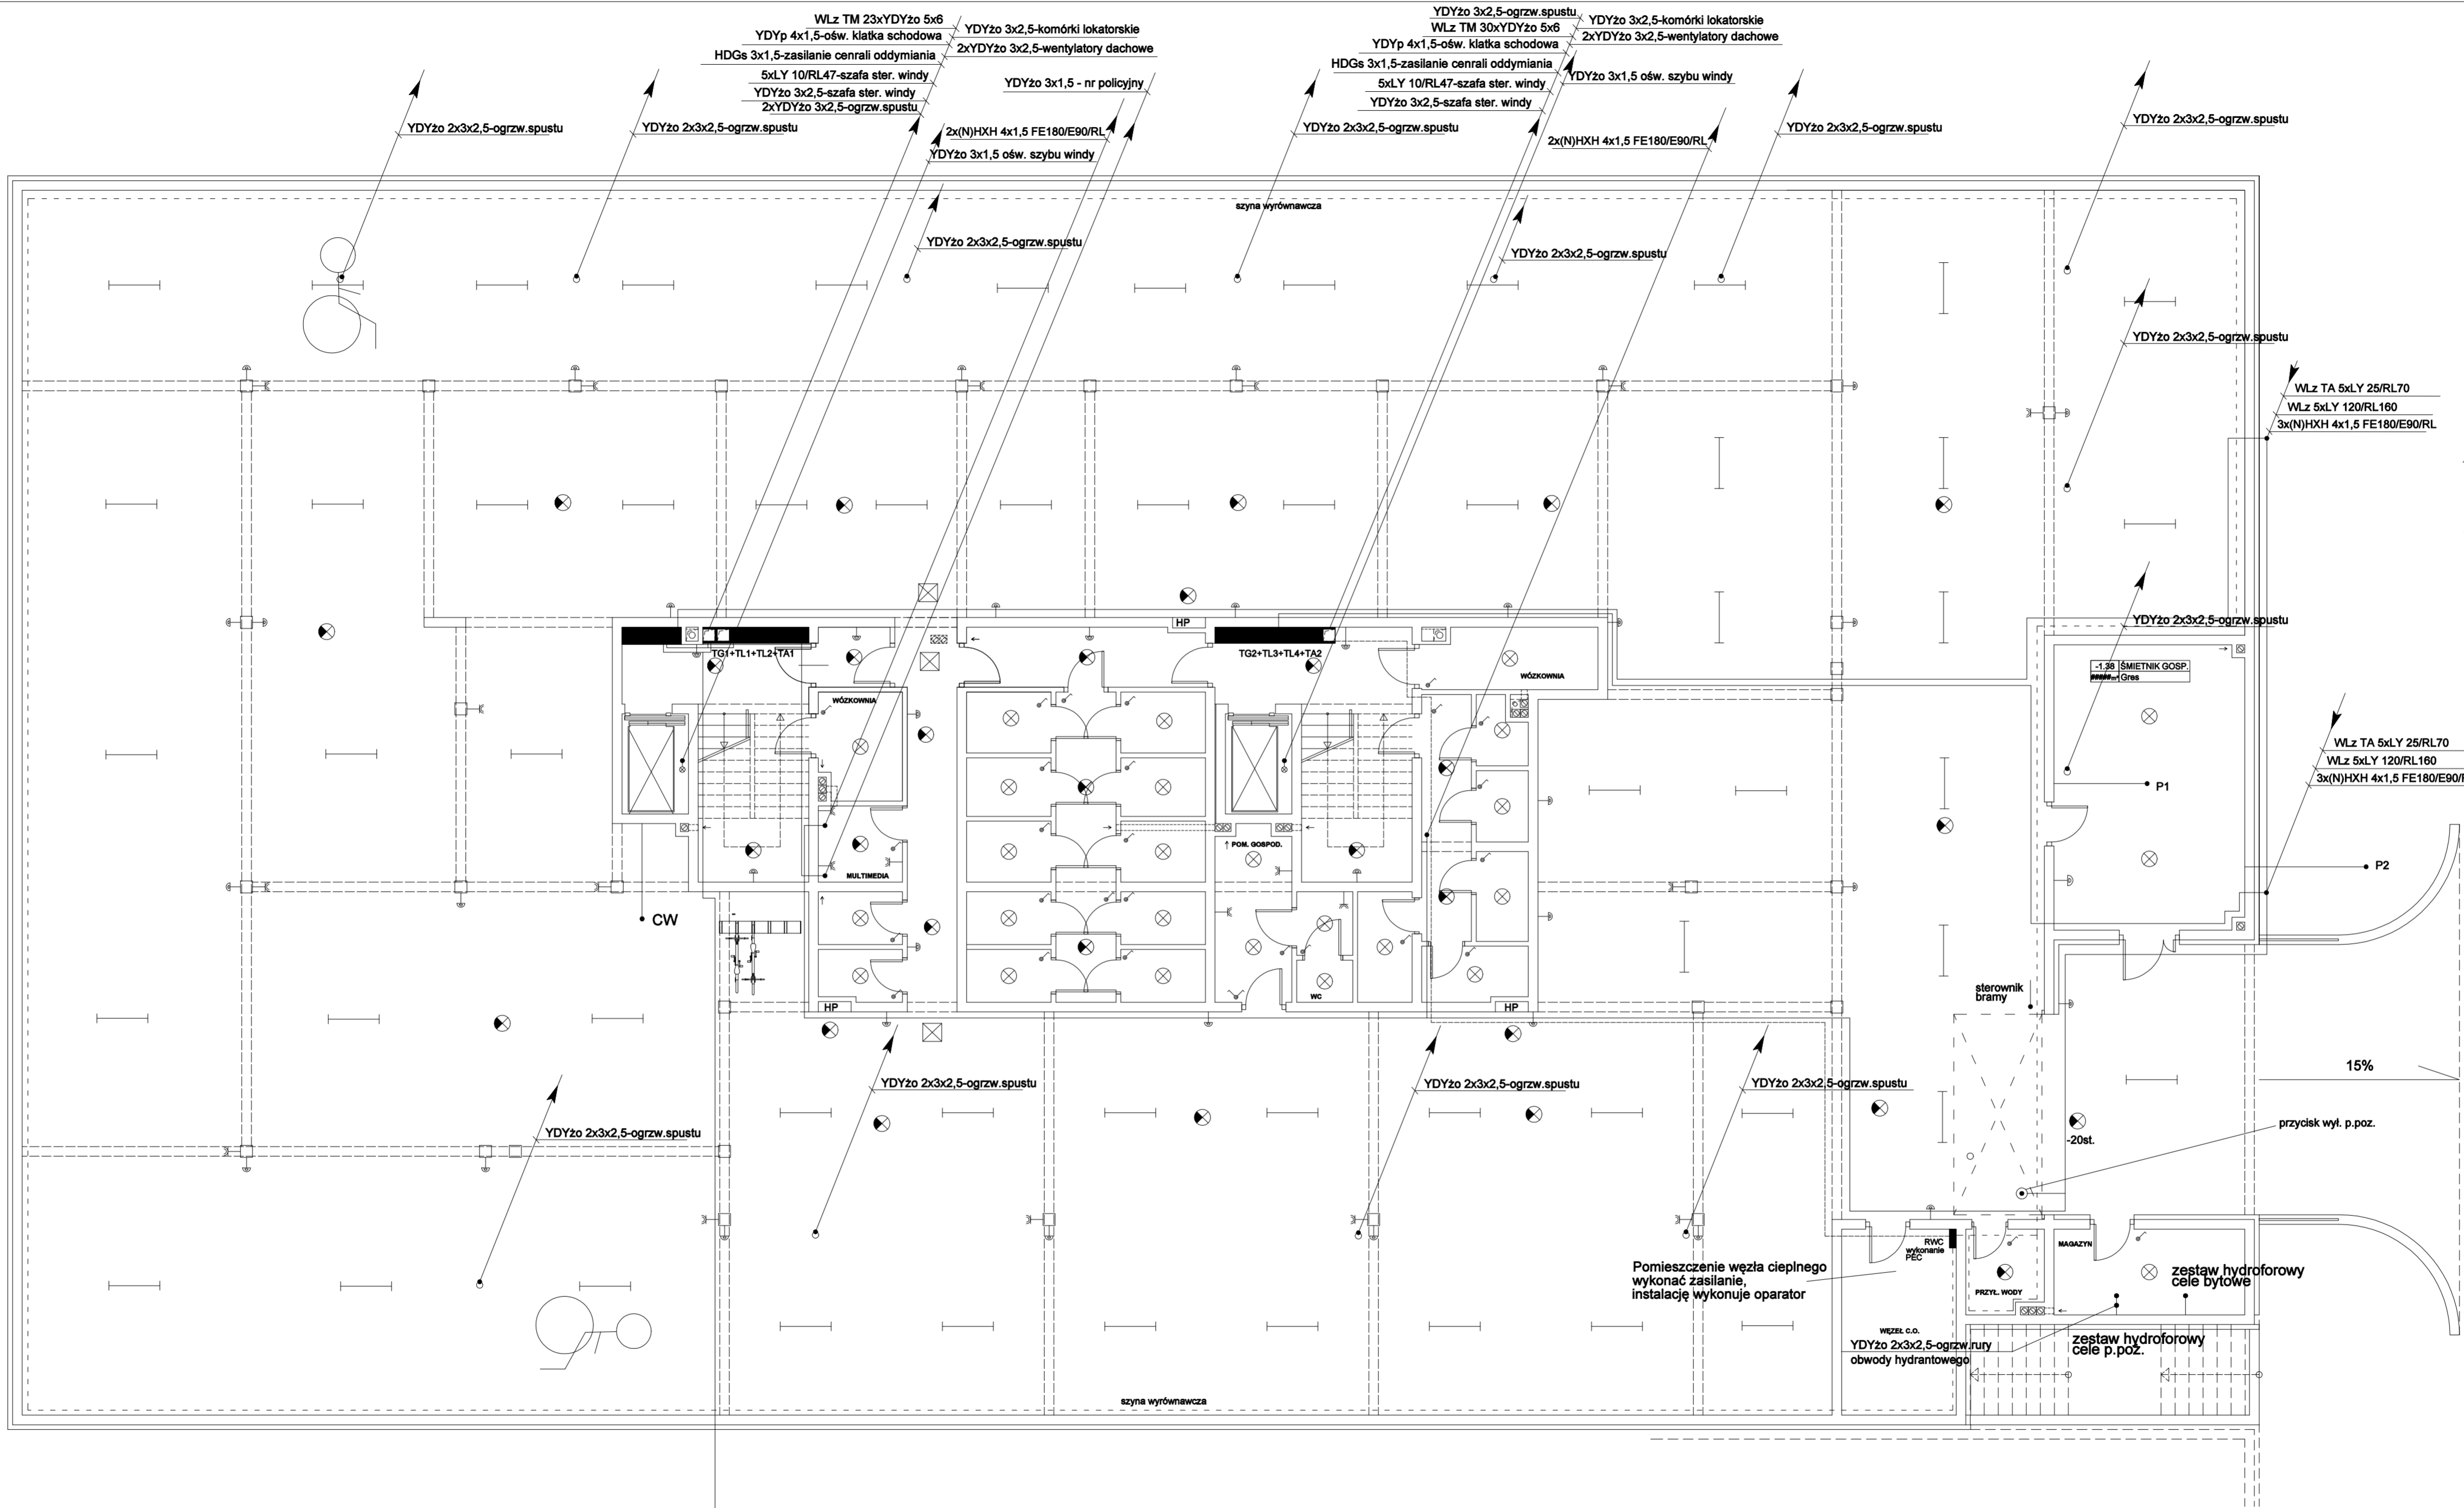 WLz TM 23xYDYżo 5x6
YDYp 4x1,5-ośw. klatka schodowa
HDGs 3x1,5-zasilanie cenrali oddymiania
5xLY 10/RL47-szafa ster. windy
YDYżo 3x2,5-szafa ster. windy
2xYDYżo 3x2,5-ogrzw.spustu
YDYżo 3x2,5-komórki lokatorskie
2xYDYżo 3x2,5-wentylatory dachowe
YDYżo 3x1,5 - nr policyjny
2x(N)HXH 4x1,5 FE180/E90/RL
YDYżo 3x1,5 ośw. szybu windy
YDYżo 3x2,5-ogrzw.spustu
WLz TM 30xYDYżo 5x6
YDYp 4x1,5-ośw. klatka schodowa
HDGs 3x1,5-zasilanie cenrali oddymiania
5xLY 10/RL47-szafa ster. windy
YDYżo 3x2,5-szafa ster. windy
YDYżo 3x2,5-komórki lokatorskie
2xYDYżo 3x2,5-wentylatory dachowe
YDYżo 3x1,5 ośw. szybu windy
2x(N)HXH 4x1,5 FE180/E90/RL
YDYżo 2x3x2,5-ogrzw.spustu
YDYżo 2x3x2,5-ogrzw.spustu
YDYżo 2x3x2,5-ogrzw.spustu
YDYżo 2x3x2,5-ogrzw.spustu
YDYżo 2x3x2,5-ogrzw.spustu
szyna wyrównawcza
YDYżo 2x3x2,5-ogrzw.spustu
YDYżo 2x3x2,5-ogrzw.spustu
YDYżo 2x3x2,5-ogrzw.spustu
WLz TA 5xLY 25/RL70
WLz 5xLY 120/RL160
3x(N)HXH 4x1,5 FE180/E90/RL
YDYżo 2x3x2,5-ogrzw.spustu
HP
TG1+TL1+TL2+TA1
TG2+TL3+TL4+TA2
-1.38 ŚMIETNIK GOSP.
Gres
WÓZKOWNIA
WÓZKOWNIA
WLz TA 5xLY 25/RL70
WLz 5xLY 120/RL160
3x(N)HXH 4x1,5 FE180/E90/
P1
POM. GOSPOD.
P2
MULTIMEDIA
CW
sterownik
bramy
WC
HP
HP
15%
YDYżo 2x3x2,5-ogrzw.spustu
YDYżo 2x3x2,5-ogrzw.spustu
YDYżo 2x3x2,5-ogrzw.spustu
YDYżo 2x3x2,5-ogrzw.spustu
przycisk wył. p.poz.
-20st.
RWC
wykonanie
PEC
MAGAZYN
Pomieszczenie węzła cieplnego
wykonać zasilanie,
instalację wykonuje operator
zestaw hydroforowy
cele bytowe
PRZYŁ. WODY
WĘZEŁ C.O.
YDYżo 2x3x2,5-ogrzw.rury
obwody hydrantowego
zestaw hydroforowy
cele p.poż.
szyna wyrównawcza